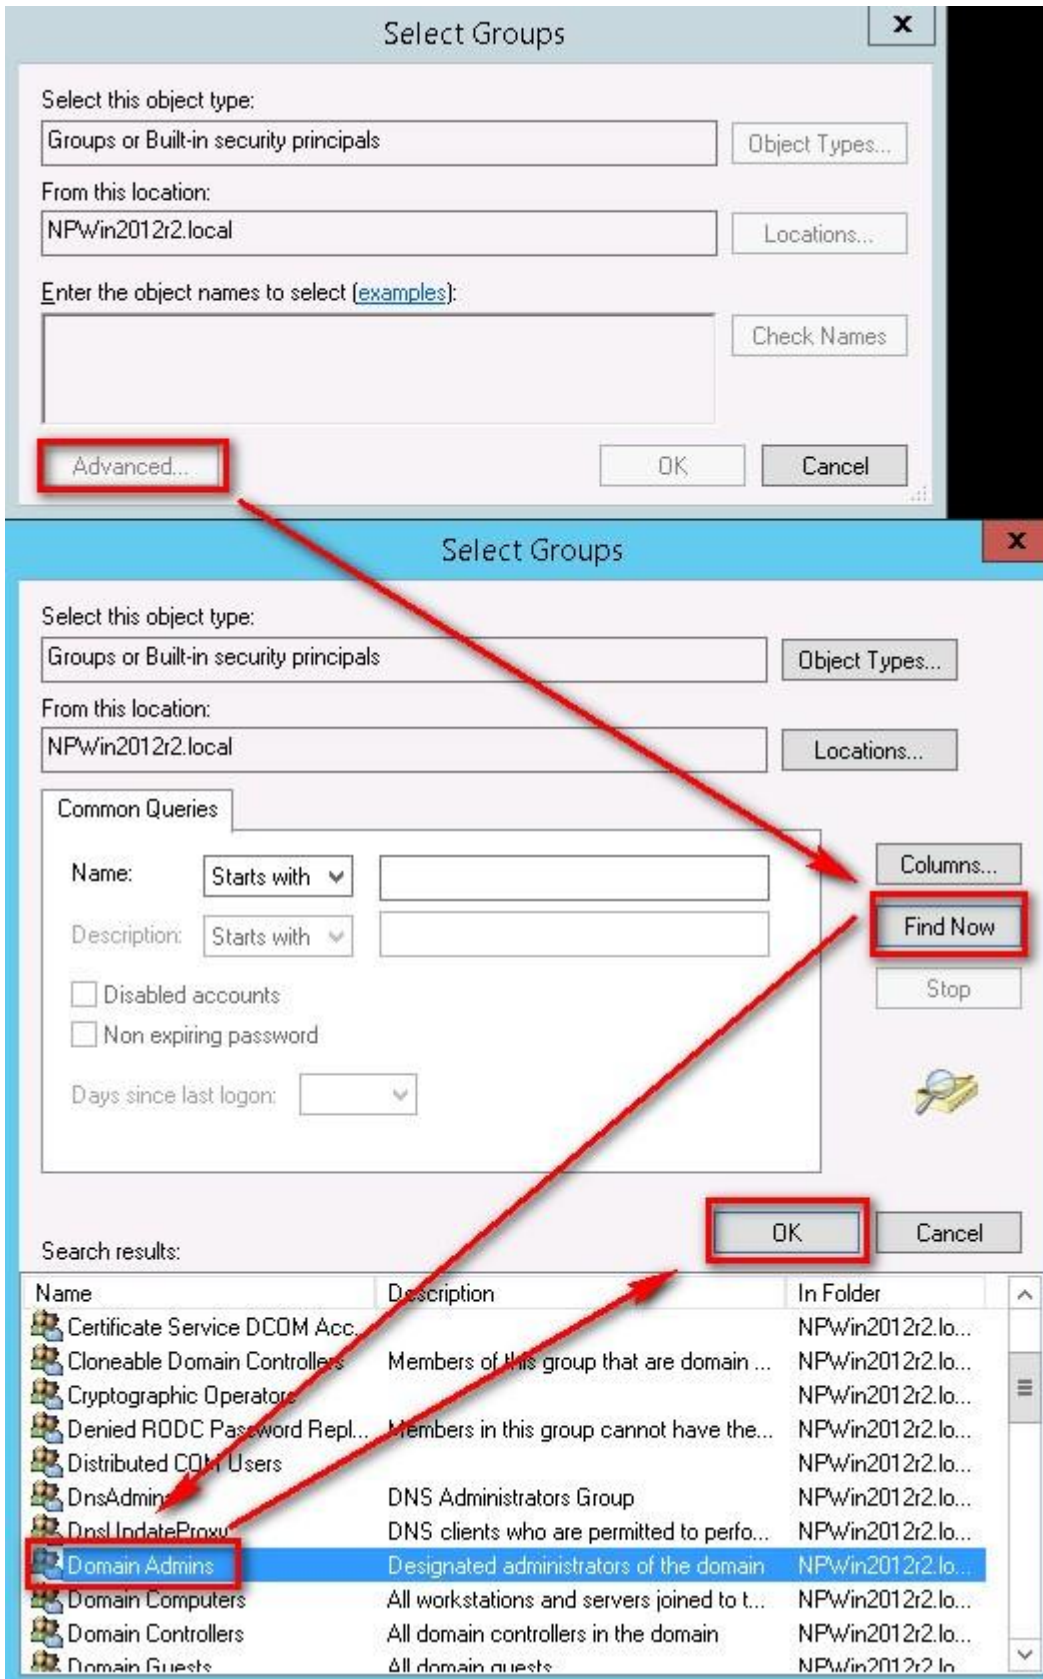 Select Groups
x
Select this object type:
Groups or Built-in security principals
Object Types...
From this location:
NPWin2012r2.local
Locations...
Enter the object names to select (examples):
Check Names
Advanced...
OK
Cancel
Select Groups
x
Select this object type:
Groups or Built-in security principals
Object Types...
From this location:
NPWin2012r2.local
Locations...
Common Queries
Name:
Starts with
Columns...
Description:
Starts with
Find Now
Disabled accounts
Stop
Non expiring password
Days since last logon:
OK
Cancel
Search results:
Name Description In Folder
Certificate Service DCOM Acc... NPWin2012r2.lo...
Cloneable Domain Controllers Members of this group that are domain ... NPWin2012r2.lo...
Cryptographic Operators NPWin2012r2.lo...
Denied RODC Password Repl... Members in this group cannot have the... NPWin2012r2.lo...
Distributed COM Users NPWin2012r2.lo...
DnsAdmins DNS Administrators Group NPWin2012r2.lo...
DnsUpdateProxy DNS clients who are permitted to perfo... NPWin2012r2.lo...
Domain Admins Designated administrators of the domain NPWin2012r2.lo...
Domain Computers All workstations and servers joined to t... NPWin2012r2.lo...
Domain Controllers All domain controllers in the domain NPWin2012r2.lo...
Domain Guests All domain guests NPWin2012r2.lo...